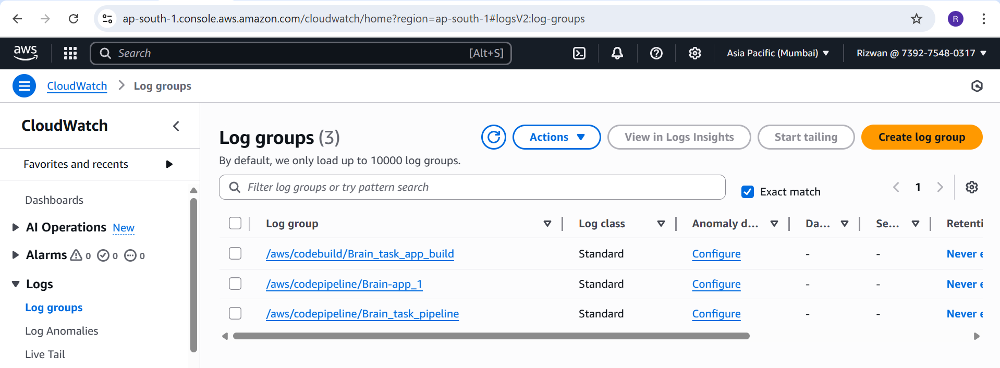 ap-south-1.console.aws.amazon.com/cloudwatch/home?region=ap-south-1#logsV2:log-groups
R
aws
Search
[Alt+S]
Asia Pacific (Mumbai)
Rizwan @ 7392-7548-0317
CloudWatch
Log groups
CloudWatch
Favorites and recents
Dashboards
AI Operations New
Alarms 0 0 0
Logs
Log groups
Log Anomalies
Live Tail
Log groups (3)
Actions
View in Logs Insights
Start tailing
Create log group
By default, we only load up to 10000 log groups.
Filter log groups or try pattern search
Exact match
1
Log group Log class Anomaly d... Da... Se... Retenti
/aws/codebuild/Brain_task_app_build Standard Configure - - Never e
/aws/codepipeline/Brain-app_1 Standard Configure - - Never e
/aws/codepipeline/Brain_task_pipeline Standard Configure - - Never e